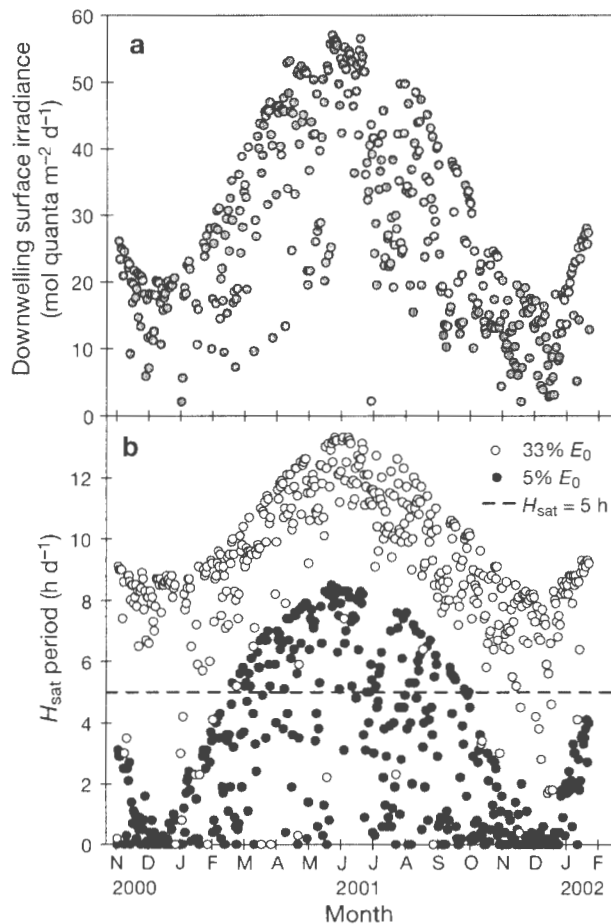 a
60
50
40
30
20
10
0
Downwelling surface irradiance
(mol quanta m⁻² d⁻¹)
b
33% E₀
5% E₀
H_sat = 5 h
12
10
8
6
4
2
0
H_sat period (h d⁻¹)
N D J F M A M J J A S O N D J F
2000 2001 2002
Month